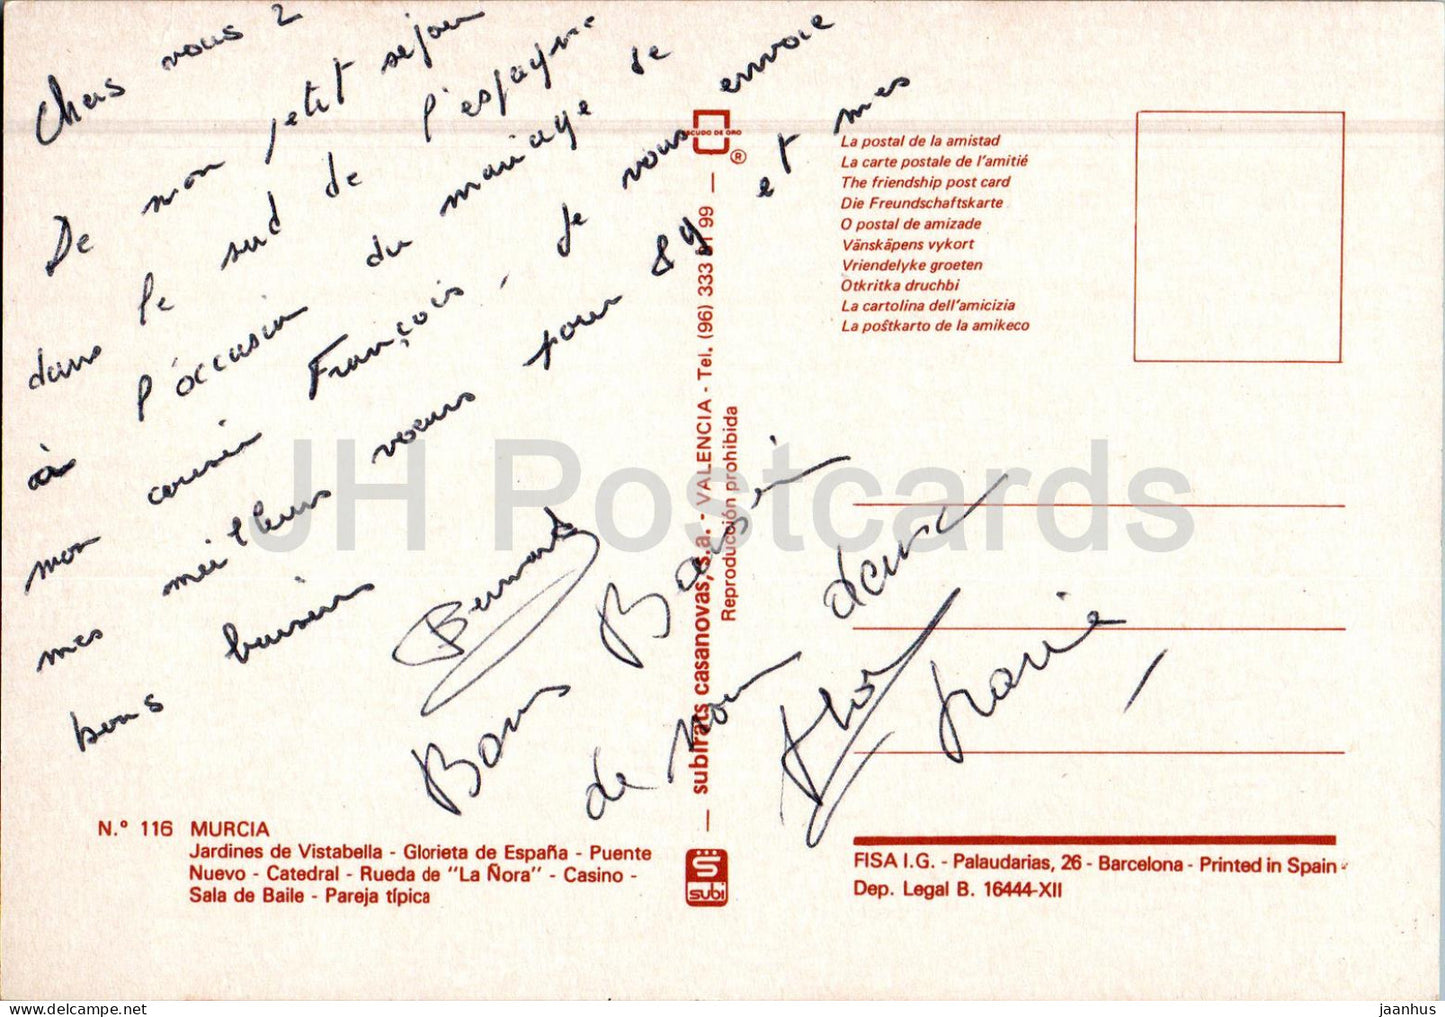 Chers vous 2
De mon petit séjour
dans le sud de l'espagne
à l'occasion du mariage de
mon cousin François, je vous envoie
mes meilleurs voeurs pour 89 et mes
bons baisers
Bernard
Bons Baisers
de nous deux
Marie
ESCUDO DE ORO
®
La postal de la amistad
La carte postale de l'amitié
The friendship post card
Die Freundschaftskarte
O postal de amizade
Vänskäpens vykort
Vriendelyke groeten
Otkritka druchbi
La cartolina dell'amicizia
La poŝtkarto de la amikeco
subirats casanovas, s.a. - VALENCIA - Tel. (96) 333 61 99
Reproducción prohibida
JH Postcards
N.° 116 MURCIA
Jardines de Vistabella - Glorieta de España - Puente
Nuevo - Catedral - Rueda de "La Ñora" - Casino -
Sala de Baile - Pareja típica
subi
FISA I.G. - Palaudarias, 26 - Barcelona - Printed in Spain
Dep. Legal B. 16444-XII
jaanhus